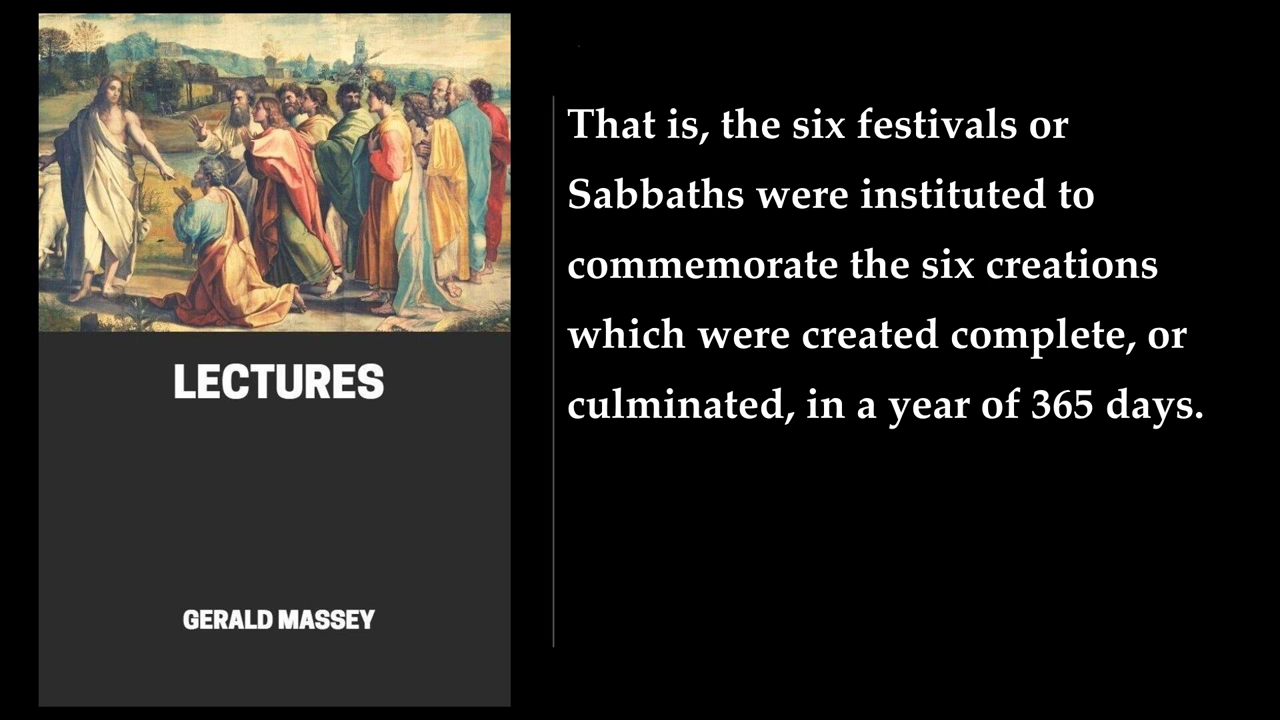 LECTURES
GERALD MASSEY
That is, the six festivals or
Sabbaths were instituted to
commemorate the six creations
which were created complete, or
culminated, in a year of 365 days.